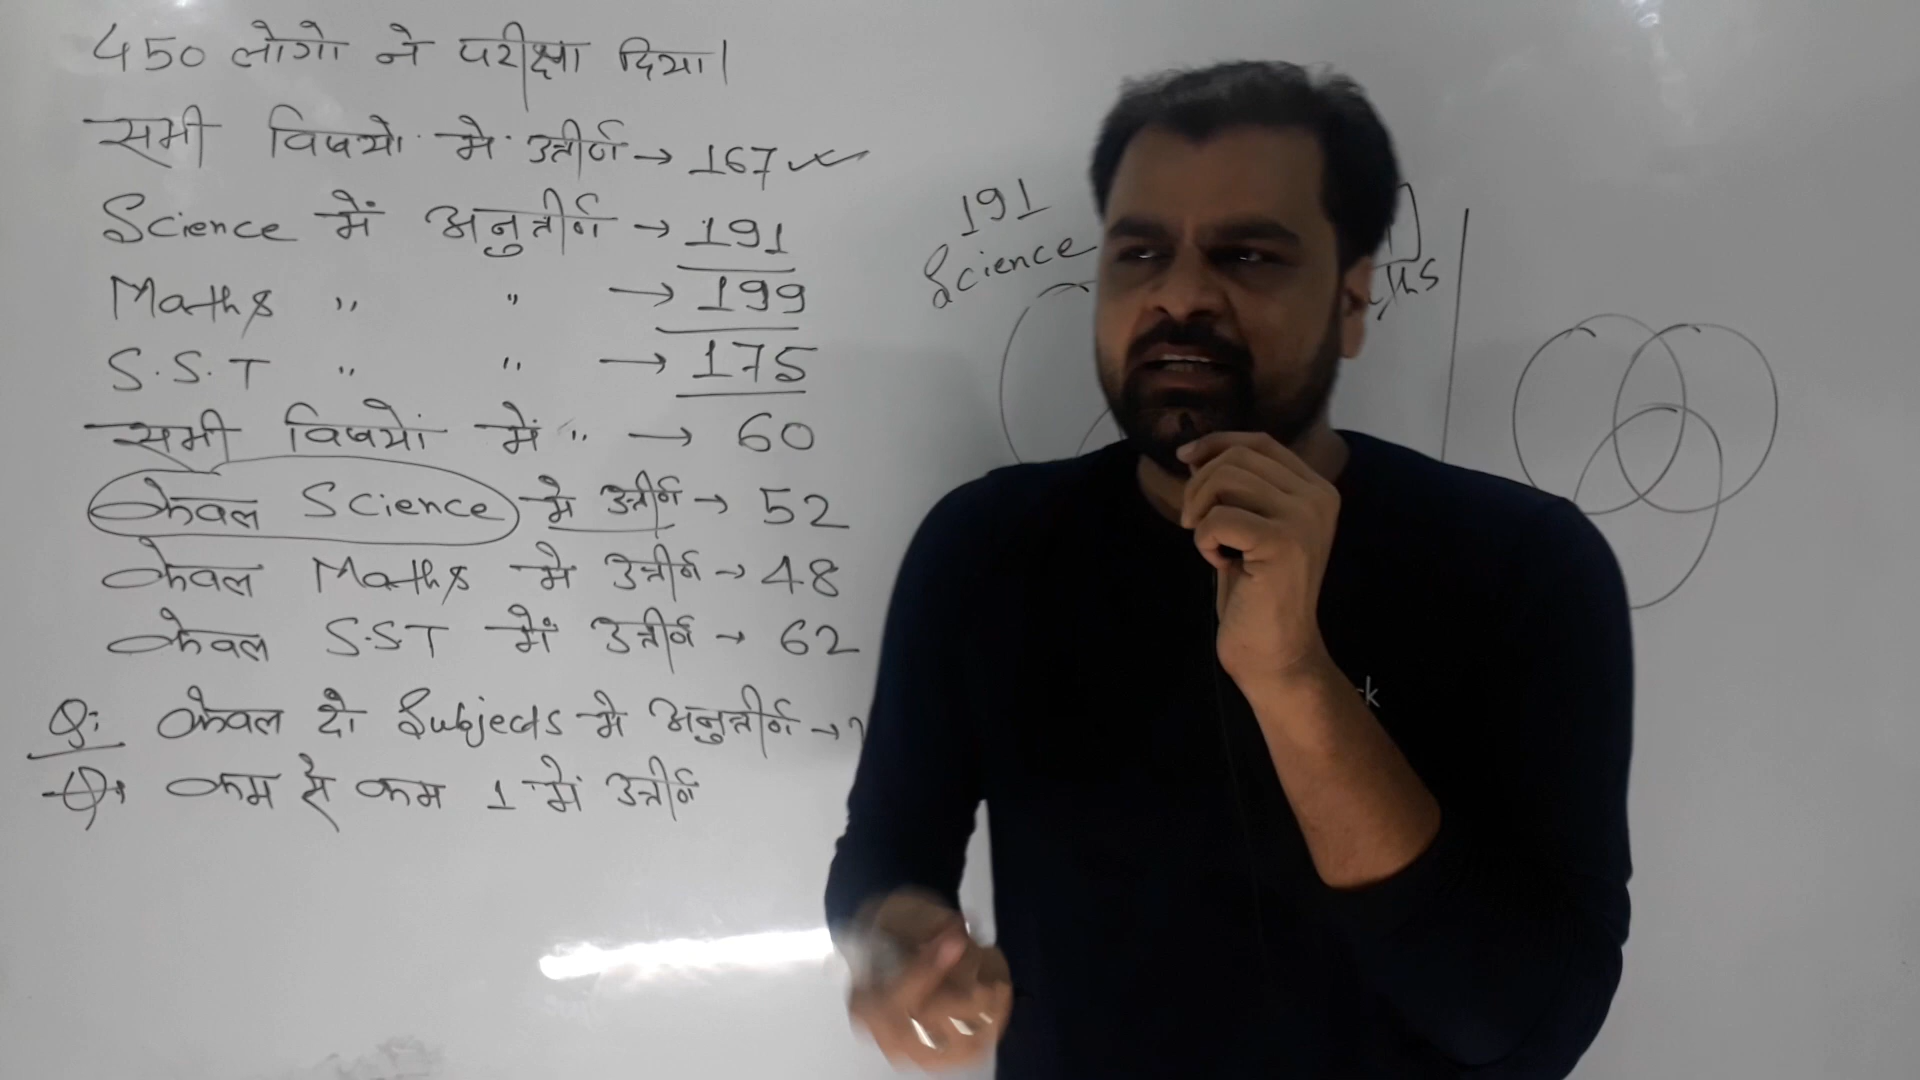 450 लोगो ने परीक्षा दिया।
सभी विषयो में उत्तीर्ण → 167 ✓
Science में अनुत्तीर्ण → 191
Maths " " → 199
S.S.T " " → 175
सभी विषयों में " → 60
केवल Science में उत्तीर्ण → 52
केवल Maths में उत्तीर्ण → 48
केवल S.S.T में उत्तीर्ण → 62
Q: केवल दो Subjects में अनुत्तीर्ण → ?
Q: कम से कम 1 में उत्तीर्ण
191
Science